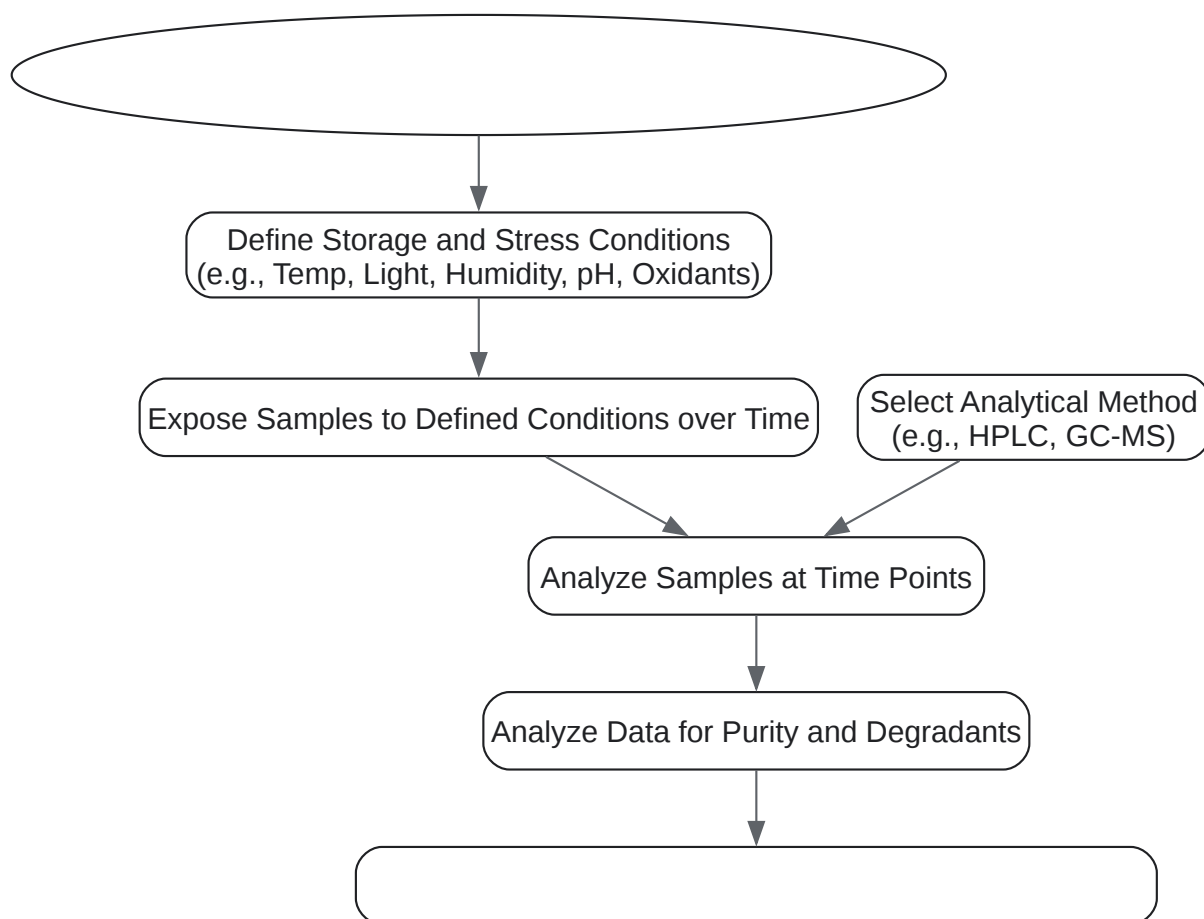 Define Storage and Stress Conditions
(e.g., Temp, Light, Humidity, pH, Oxidants)
Expose Samples to Defined Conditions over Time
Select Analytical Method
(e.g., HPLC, GC-MS)
Analyze Samples at Time Points
Analyze Data for Purity and Degradants